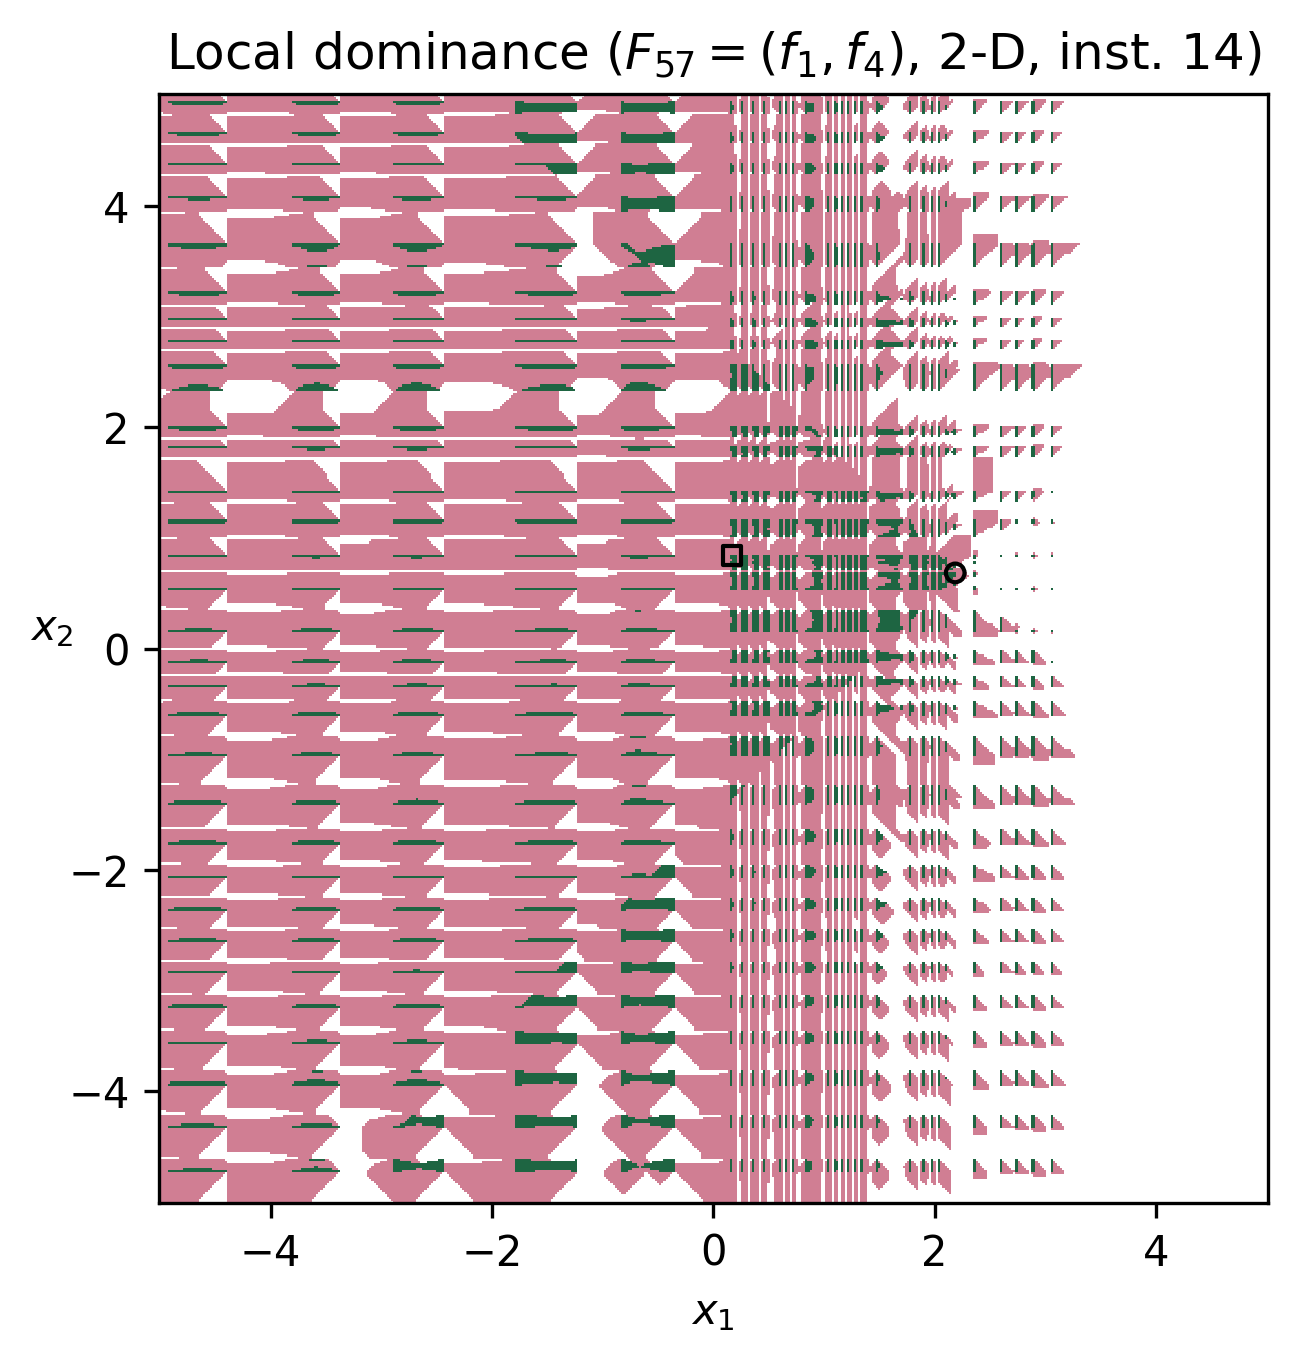 Local dominance (F₅₇ = (f₁, f₄), 2-D, inst. 14)
4
2
x₂
0
−2
−4
−4 −2 0 2 4
x₁